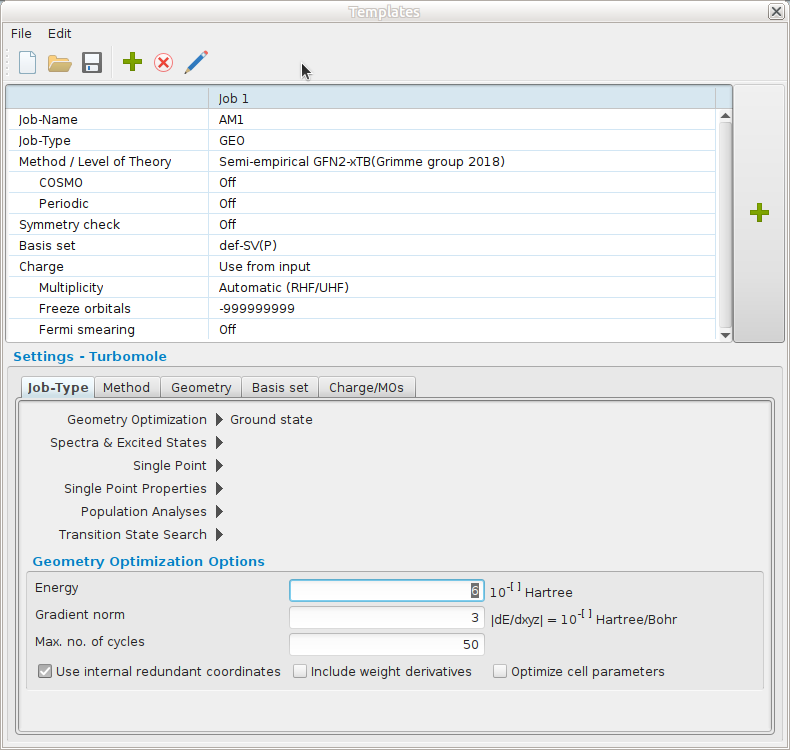 Templates
File Edit
Job 1
Job-Name AM1
Job-Type GEO
Method / Level of Theory Semi-empirical GFN2-xTB(Grimme group 2018)
COSMO Off
Periodic Off
Symmetry check Off
Basis set def-SV(P)
Charge Use from input
Multiplicity Automatic (RHF/UHF)
Freeze orbitals -999999999
Fermi smearing Off
Settings - Turbomole
Job-Type Method Geometry Basis set Charge/MOs
Geometry Optimization Ground state
Spectra & Excited States
Single Point
Single Point Properties
Population Analyses
Transition State Search
Geometry Optimization Options
Energy 6 10-[ ] Hartree
Gradient norm 3 |dE/dxyz| = 10-[ ] Hartree/Bohr
Max. no. of cycles 50
Use internal redundant coordinates Include weight derivatives Optimize cell parameters